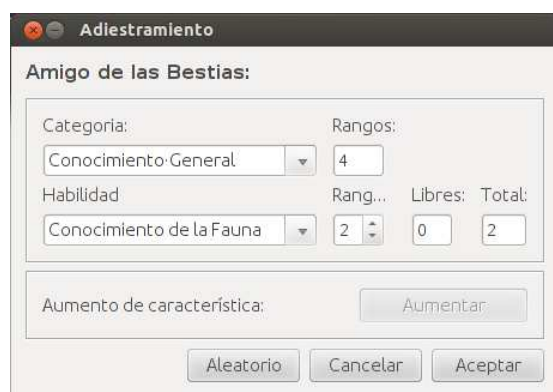 Adiestramiento
Amigo de las Bestias:
Categoria: Rangos:
Conocimiento·General 4
Habilidad Rang... Libres: Total:
Conocimiento de la Fauna 2 0 2
Aumento de característica: Aumentar
Aleatorio Cancelar Aceptar